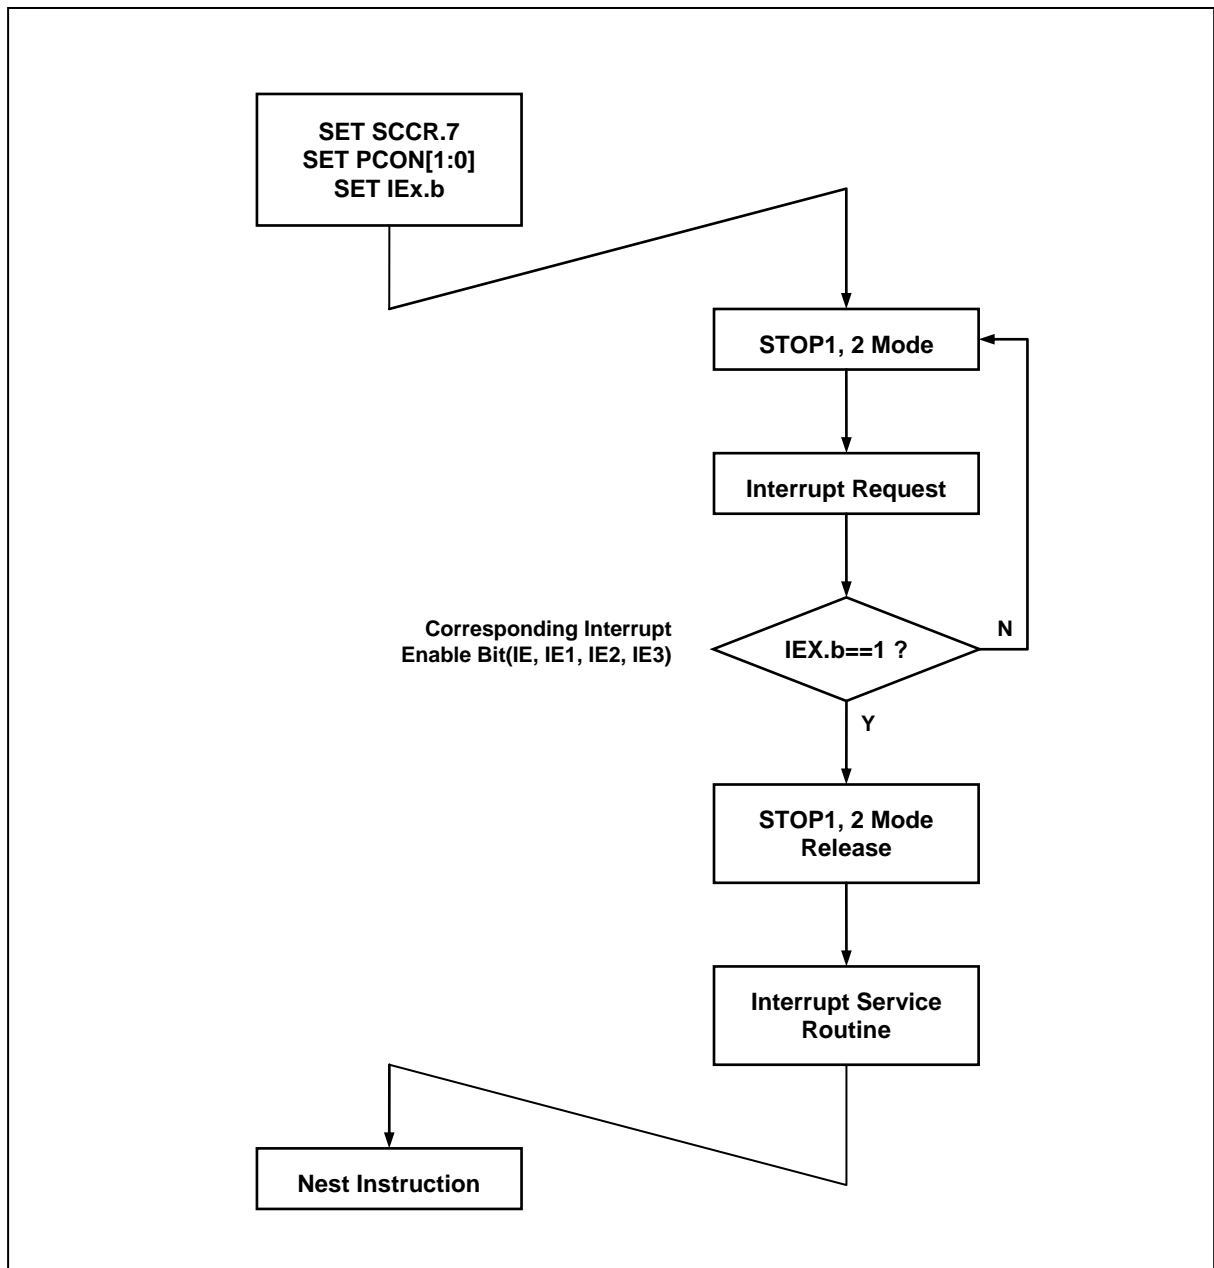 SET SCCR.7
SET PCON[1:0]
SET IEx.b
STOP1, 2 Mode
Interrupt Request
Corresponding Interrupt
Enable Bit(IE, IE1, IE2, IE3)
IEX.b==1 ?
N
Y
STOP1, 2 Mode
Release
Interrupt Service
Routine
Nest Instruction